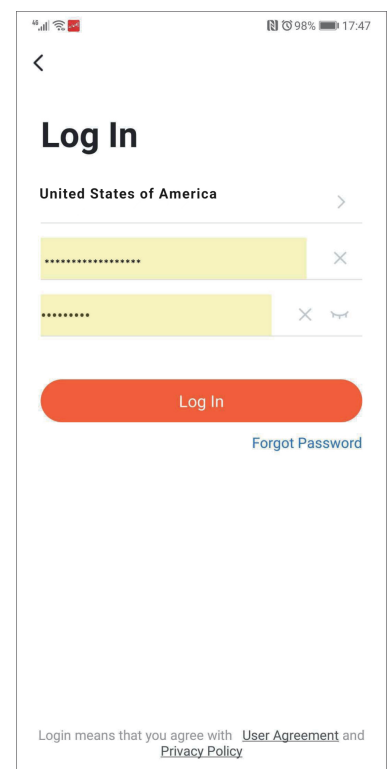 46 98% 17:47
Log In
United States of America
******************
•••••••••
Log In
Forgot Password
Login means that you agree with User Agreement and
Privacy Policy